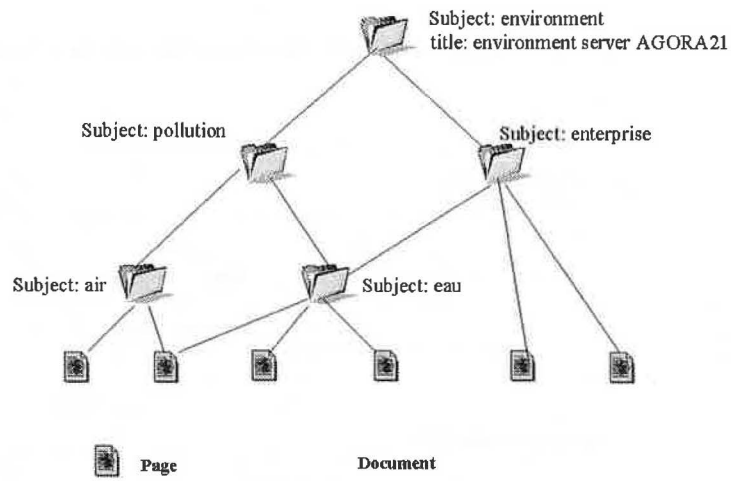 Subject: environment
title: environment server AGORA21
Subject: pollution
Subject: enterprise
Subject: air
Subject: eau
Page
Document